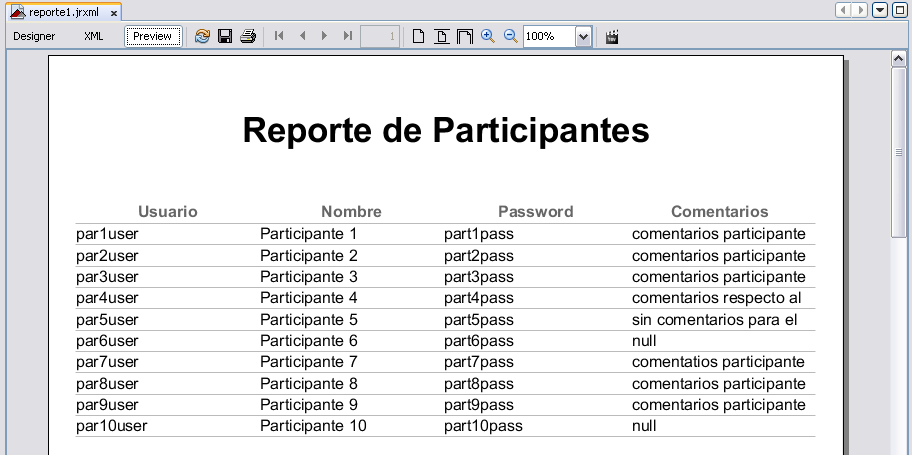 reporte1.jrxml
Designer XML Preview 1 100%
Reporte de Participantes
Usuario Nombre Password Comentarios
par1user Participante 1 part1pass comentarios participante
par2user Participante 2 part2pass comentarios participante
par3user Participante 3 part3pass comentarios participante
par4user Participante 4 part4pass comentarios respecto al
par5user Participante 5 part5pass sin comentarios para el
par6user Participante 6 part6pass null
par7user Participante 7 part7pass comentatios participante
par8user Participante 8 part8pass comentarios participante
par9user Participante 9 part9pass comentarios participante
par10user Participante 10 part10pass null